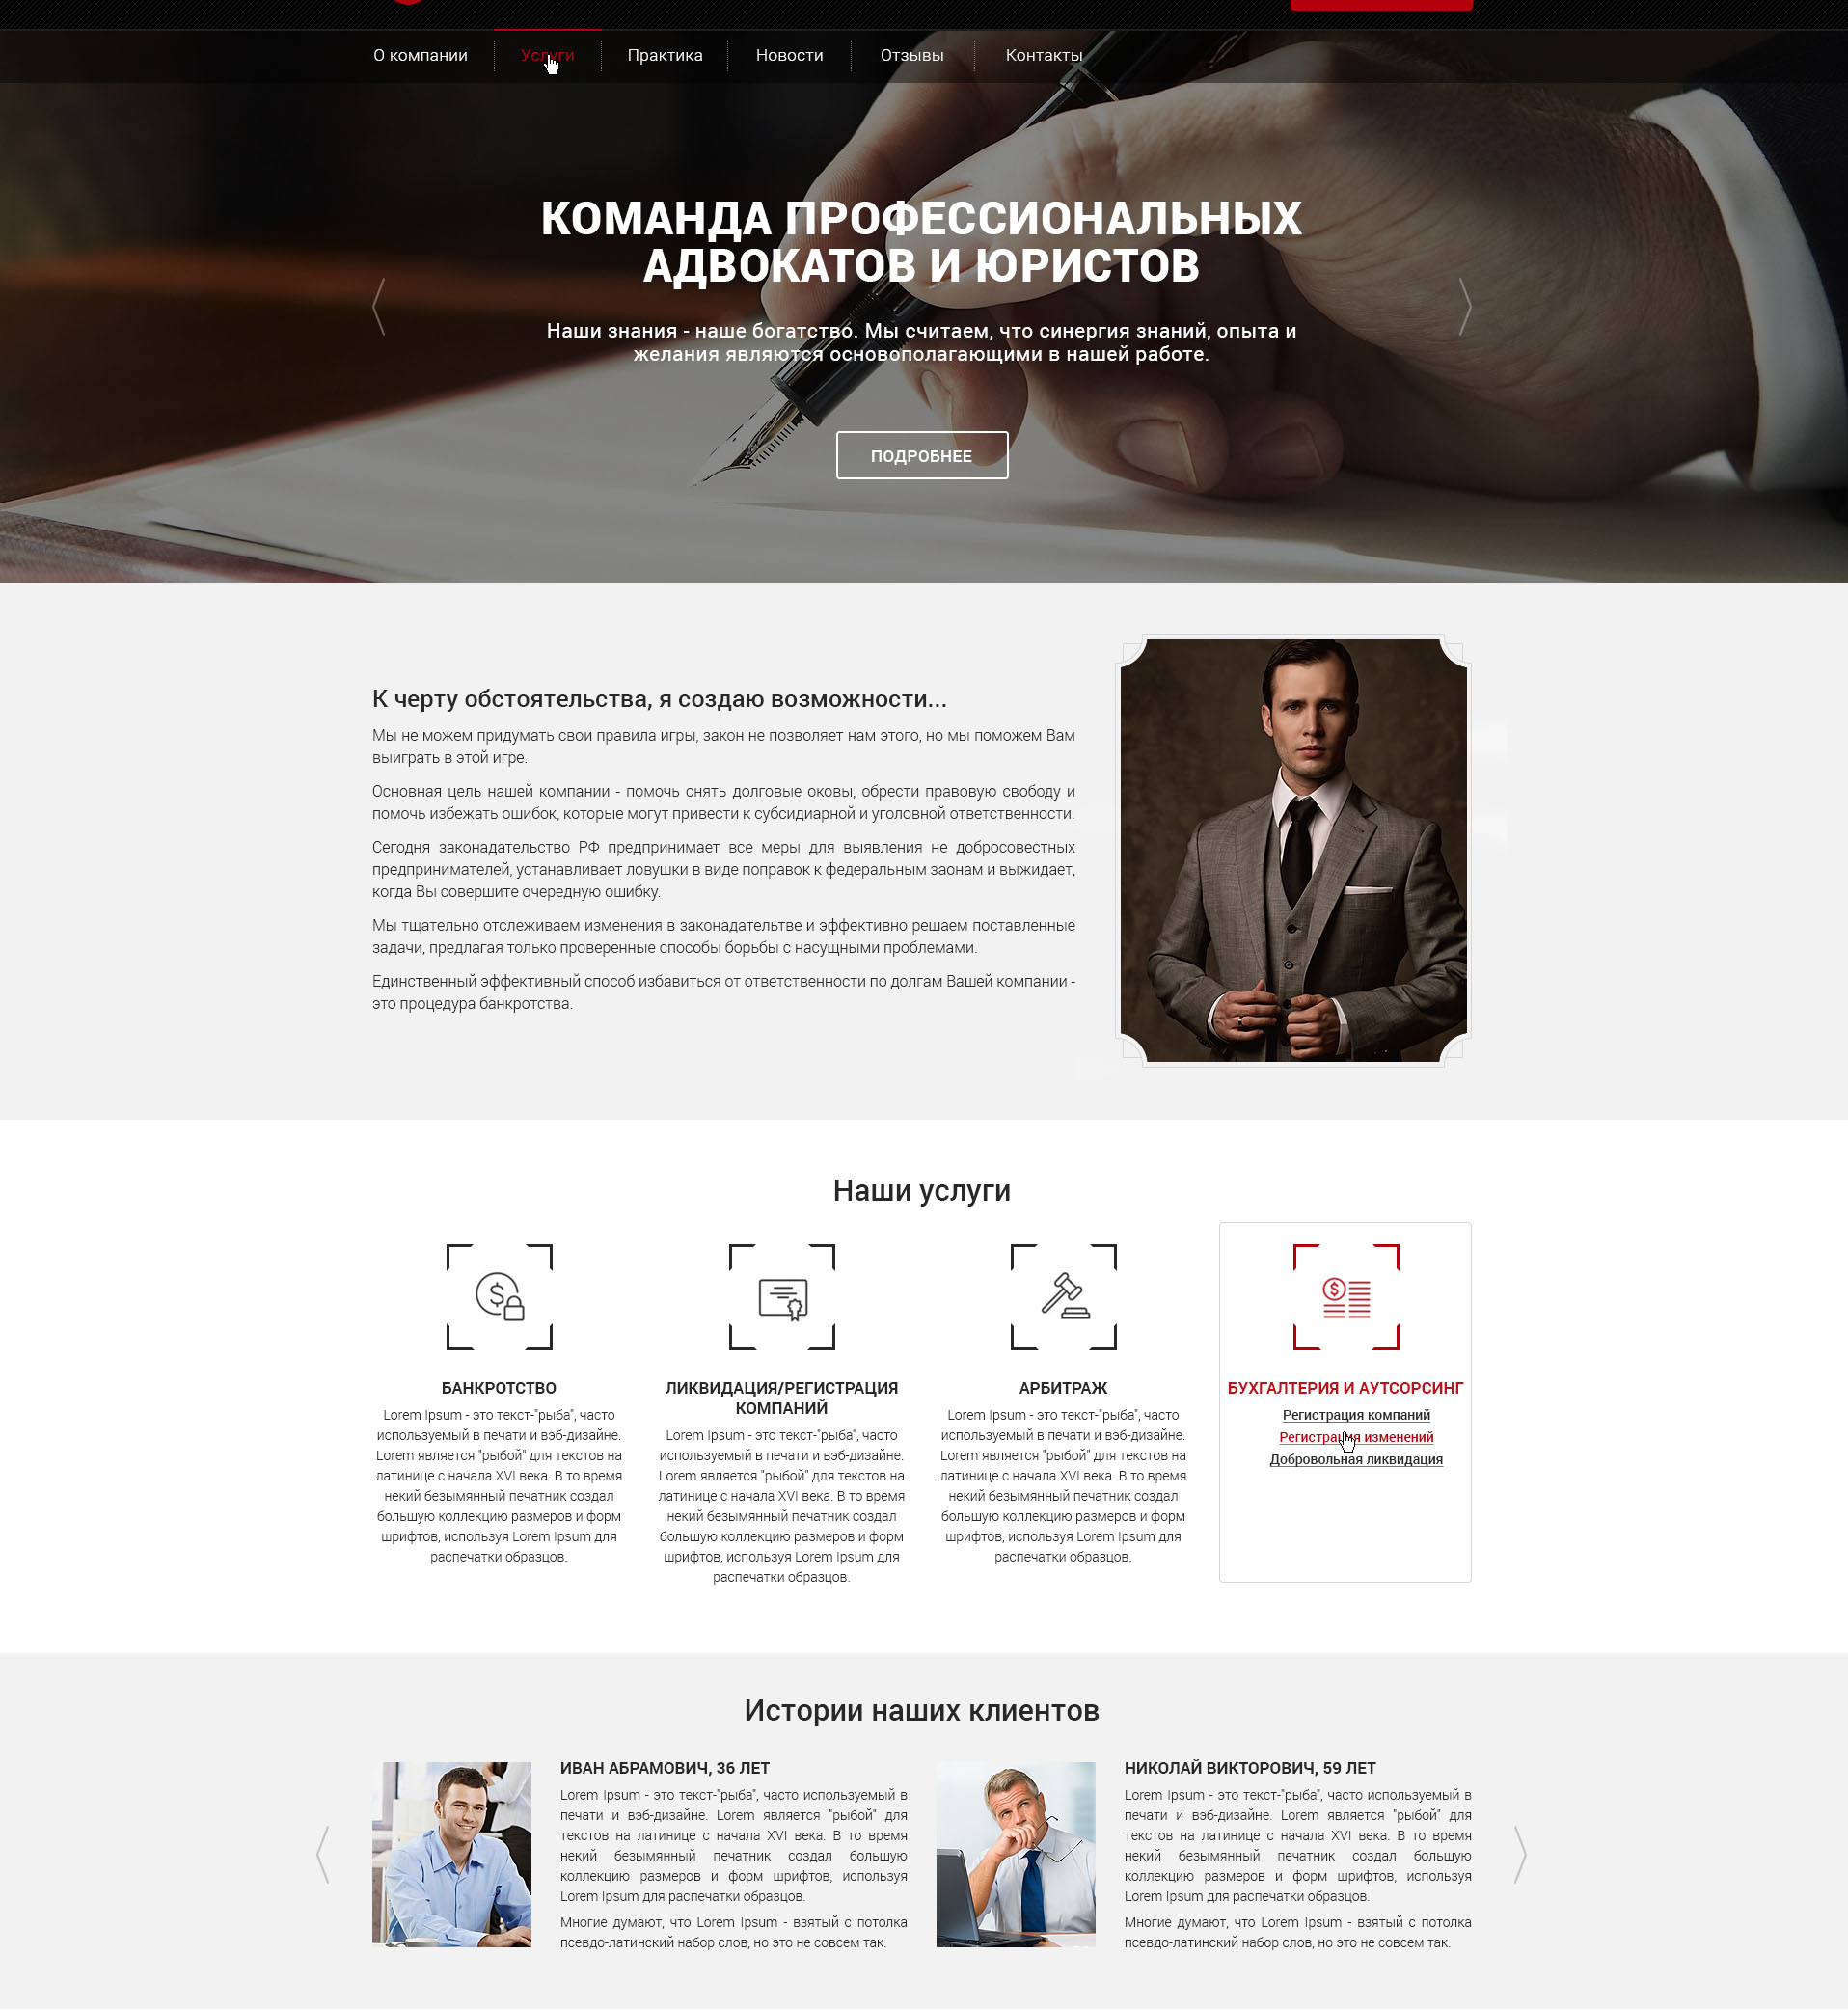 О компании
Услуги
Практика
Новости
Отзывы
Контакты
КОМАНДА ПРОФЕССИОНАЛЬНЫХ
АДВОКАТОВ И ЮРИСТОВ
Наши знания - наше богатство. Мы считаем, что синергия знаний, опыта и
желания являются основополагающими в нашей работе.
ПОДРОБНЕЕ
К черту обстоятельства, я создаю возможности...
Мы не можем придумать свои правила игры, закон не позволяет нам этого, но мы поможем Вам
выиграть в этой игре.
Основная цель нашей компании - помочь снять долговые оковы, обрести правовую свободу и
помочь избежать ошибок, которые могут привести к субсидиарной и уголовной ответственности.
Сегодня законадательство РФ предпринимает все меры для выявления не добросовестных
предпринимателей, устанавливает ловушки в виде поправок к федеральным заонам и выжидает,
когда Вы совершите очередную ошибку.
Мы тщательно отслеживаем изменения в законадательтве и эффективно решаем поставленные
задачи, предлагая только проверенные способы борьбы с насущными проблемами.
Единственный эффективный способ избавиться от ответственности по долгам Вашей компании -
это процедура банкротства.
Наши услуги
БАНКРОТСТВО
Lorem Ipsum - это текст-"рыба", часто
используемый в печати и вэб-дизайне.
Lorem является "рыбой" для текстов на
латинице с начала XVI века. В то время
некий безымянный печатник создал
большую коллекцию размеров и форм
шрифтов, используя Lorem Ipsum для
распечатки образцов.
ЛИКВИДАЦИЯ/РЕГИСТРАЦИЯ
КОМПАНИЙ
Lorem Ipsum - это текст-"рыба", часто
используемый в печати и вэб-дизайне.
Lorem является "рыбой" для текстов на
латинице с начала XVI века. В то время
некий безымянный печатник создал
большую коллекцию размеров и форм
шрифтов, используя Lorem Ipsum для
распечатки образцов.
АРБИТРАЖ
Lorem Ipsum - это текст-"рыба", часто
используемый в печати и вэб-дизайне.
Lorem является "рыбой" для текстов на
латинице с начала XVI века. В то время
некий безымянный печатник создал
большую коллекцию размеров и форм
шрифтов, используя Lorem Ipsum для
распечатки образцов.
БУХГАЛТЕРИЯ И АУТСОРСИНГ
Регистрация компаний
Регистрация изменений
Добровольная ликвидация
Истории наших клиентов
ИВАН АБРАМОВИЧ, 36 ЛЕТ
Lorem Ipsum - это текст-"рыба", часто используемый в
печати и вэб-дизайне. Lorem является "рыбой" для
текстов на латинице с начала XVI века. В то время
некий безымянный печатник создал большую
коллекцию размеров и форм шрифтов, используя
Lorem Ipsum для распечатки образцов.
Многие думают, что Lorem Ipsum - взятый с потолка
псевдо-латинский набор слов, но это не совсем так.
НИКОЛАЙ ВИКТОРОВИЧ, 59 ЛЕТ
Lorem Ipsum - это текст-"рыба", часто используемый в
печати и вэб-дизайне. Lorem является "рыбой" для
текстов на латинице с начала XVI века. В то время
некий безымянный печатник создал большую
коллекцию размеров и форм шрифтов, используя
Lorem Ipsum для распечатки образцов.
Многие думают, что Lorem Ipsum - взятый с потолка
псевдо-латинский набор слов, но это не совсем так.